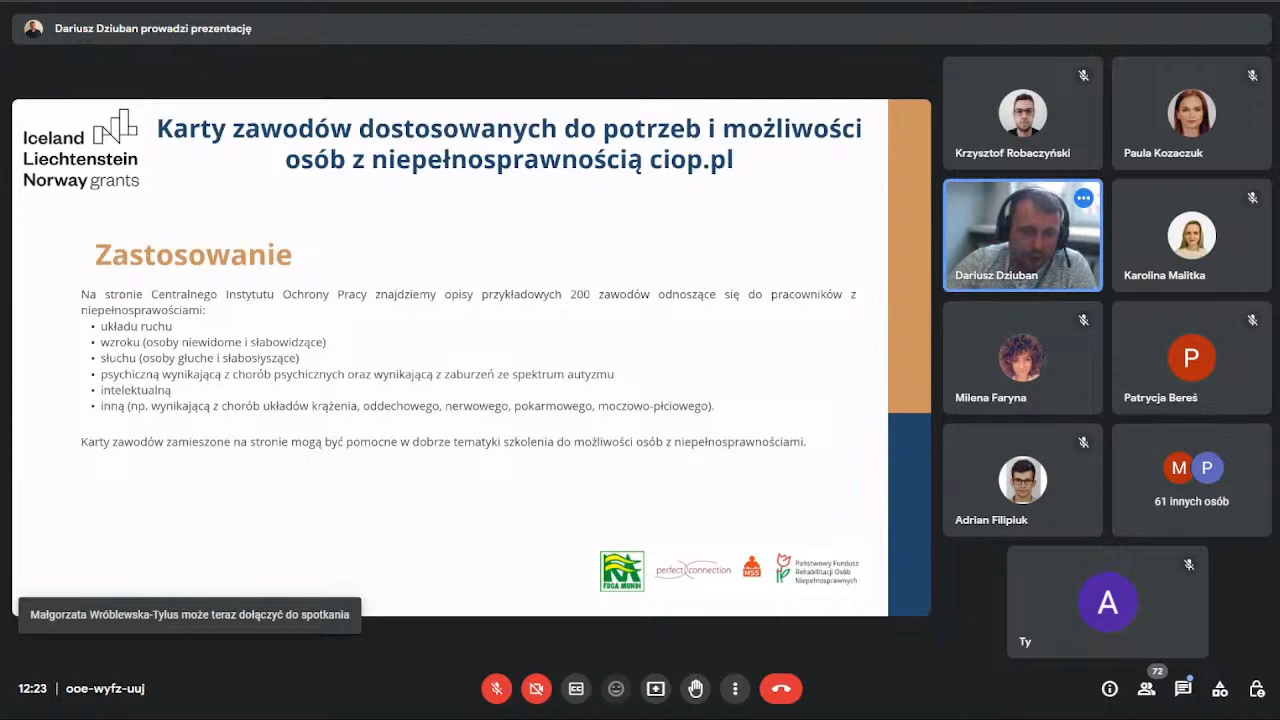 Dariusz Dziuban prowadzi prezentację
Iceland
Liechtenstein
Norway grants
Karty zawodów dostosowanych do potrzeb i możliwości
osób z niepełnosprawnością ciop.pl
Zastosowanie
Na stronie Centralnego Instytutu Ochrony Pracy znajdziemy opisy przykładowych 200 zawodów odnoszące się do pracowników z
niepełnosprawościami:
• układu ruchu
• wzroku (osoby niewidome i słabowidzące)
• słuchu (osoby głuche i słabosłyszące)
• psychiczną wynikającą z chorób psychicznych oraz wynikającą z zaburzeń ze spektrum autyzmu
• intelektualną
• inną (np. wynikającą z chorób układów krążenia, oddechowego, nerwowego, pokarmowego, moczowo-płciowego).
Karty zawodów zamieszone na stronie mogą być pomocne w dobrze tematyki szkolenia do możliwości osób z niepełnosprawnościami.
FUGA MUNDI
perfect connection
MSS
Państwowy Fundusz
Rehabilitacji Osób
Niepełnosprawnych
Małgorzata Wróblewska-Tylus może teraz dołączyć do spotkania
Krzysztof Robaczyński
Paula Kozaczuk
Dariusz Dziuban
Karolina Malitka
Milena Faryna
P
Patrycja Bereś
Adrian Filipiuk
M P
61 innych osób
A
Ty
12:23 | ooe-wyfz-uuj
72